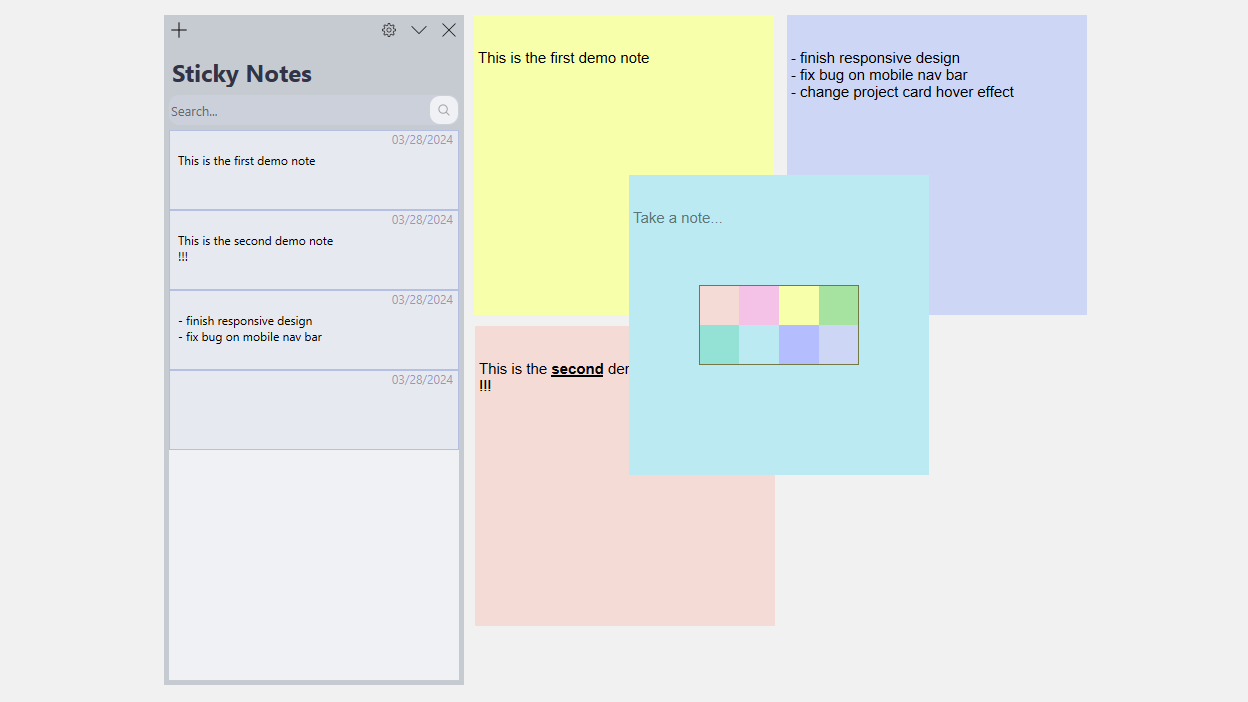 Sticky Notes
Search...
03/28/2024
This is the first demo note
03/28/2024
This is the second demo note
!!!
03/28/2024
- finish responsive design
- fix bug on mobile nav bar
03/28/2024
This is the first demo note
- finish responsive design
- fix bug on mobile nav bar
- change project card hover effect
Take a note...
This is the second
!!!